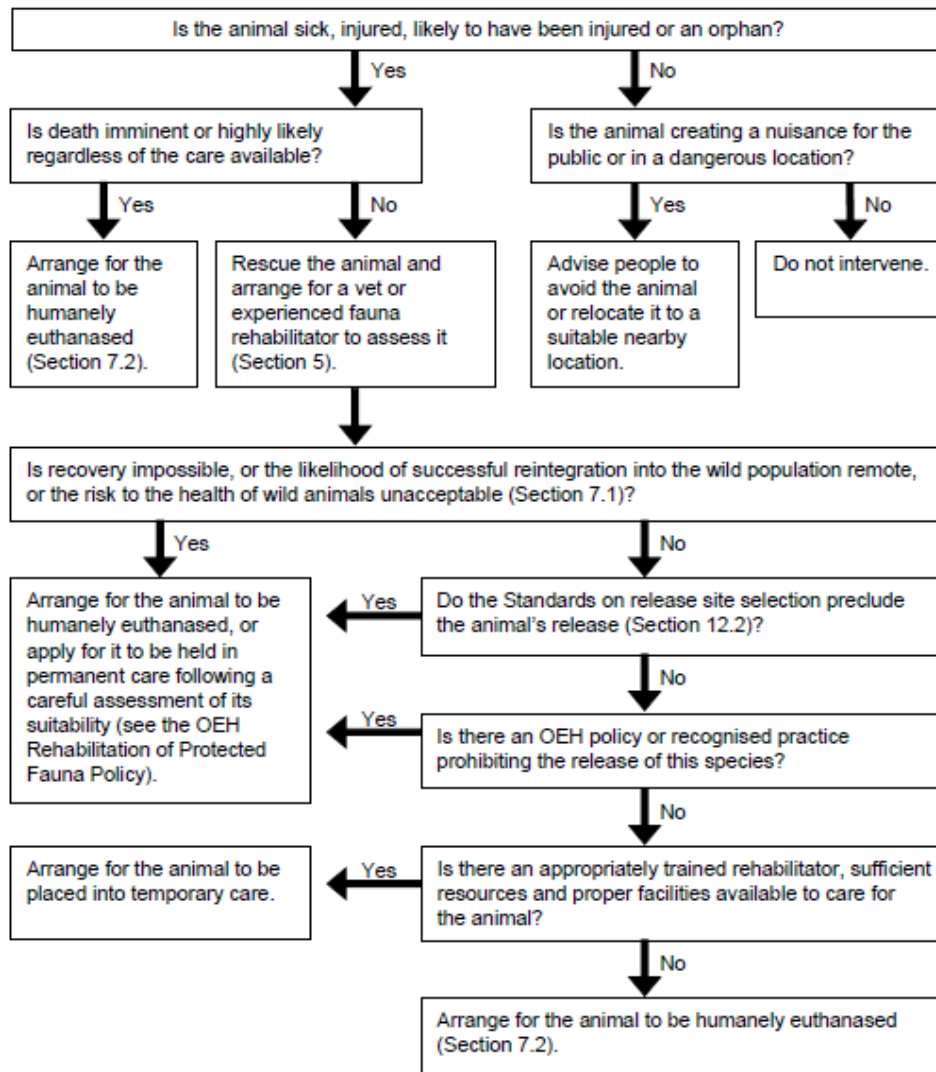 Is the animal sick, injured, likely to have been injured or an orphan?
Yes
No
Is death imminent or highly likely
regardless of the care available?
Is the animal creating a nuisance for the
public or in a dangerous location?
Yes
No
Yes
No
Arrange for the
animal to be
humanely
euthanased
(Section 7.2).
Rescue the animal and
arrange for a vet or
experienced fauna
rehabilitator to assess it
(Section 5).
Advise people to
avoid the animal
or relocate it to a
suitable nearby
location.
Do not intervene.
Is recovery impossible, or the likelihood of successful reintegration into the wild population remote,
or the risk to the health of wild animals unacceptable (Section 7.1)?
Yes
No
Arrange for the animal to be
humanely euthanased, or
apply for it to be held in
permanent care following a
careful assessment of its
suitability (see the OEH
Rehabilitation of Protected
Fauna Policy).
Yes
Do the Standards on release site selection preclude
the animal's release (Section 12.2)?
No
Yes
Is there an OEH policy or recognised practice
prohibiting the release of this species?
No
Arrange for the animal to be
placed into temporary care.
Yes
Is there an appropriately trained rehabilitator, sufficient
resources and proper facilities available to care for
the animal?
No
Arrange for the animal to be humanely euthanased
(Section 7.2).